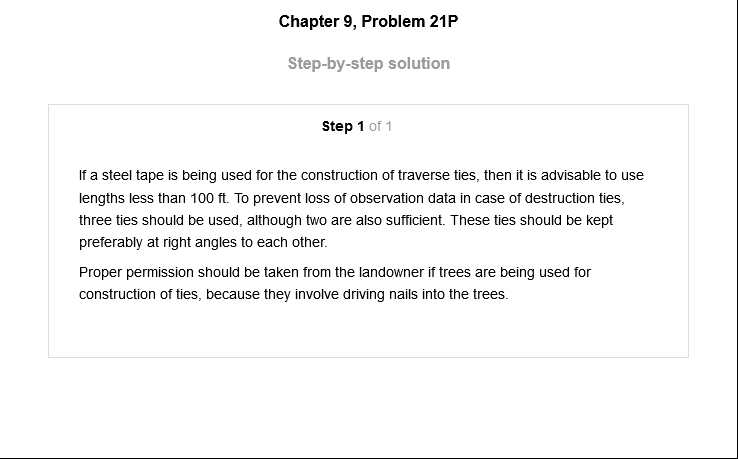 Chapter 9, Problem 21P
Step-by-step solution
Step 1 of 1
If a steel tape is being used for the construction of traverse ties, then it is advisable to use
lengths less than 100 ft. To prevent loss of observation data in case of destruction ties,
three ties should be used, although two are also sufficient. These ties should be kept
preferably at right angles to each other.
Proper permission should be taken from the landowner if trees are being used for
construction of ties, because they involve driving nails into the trees.